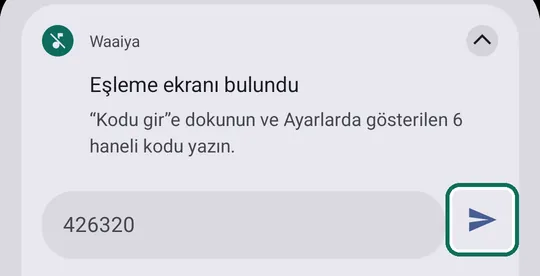 Waaiya
Eşleme ekranı bulundu
“Kodu gir”e dokunun ve Ayarlarda gösterilen 6
haneli kodu yazın.
426320